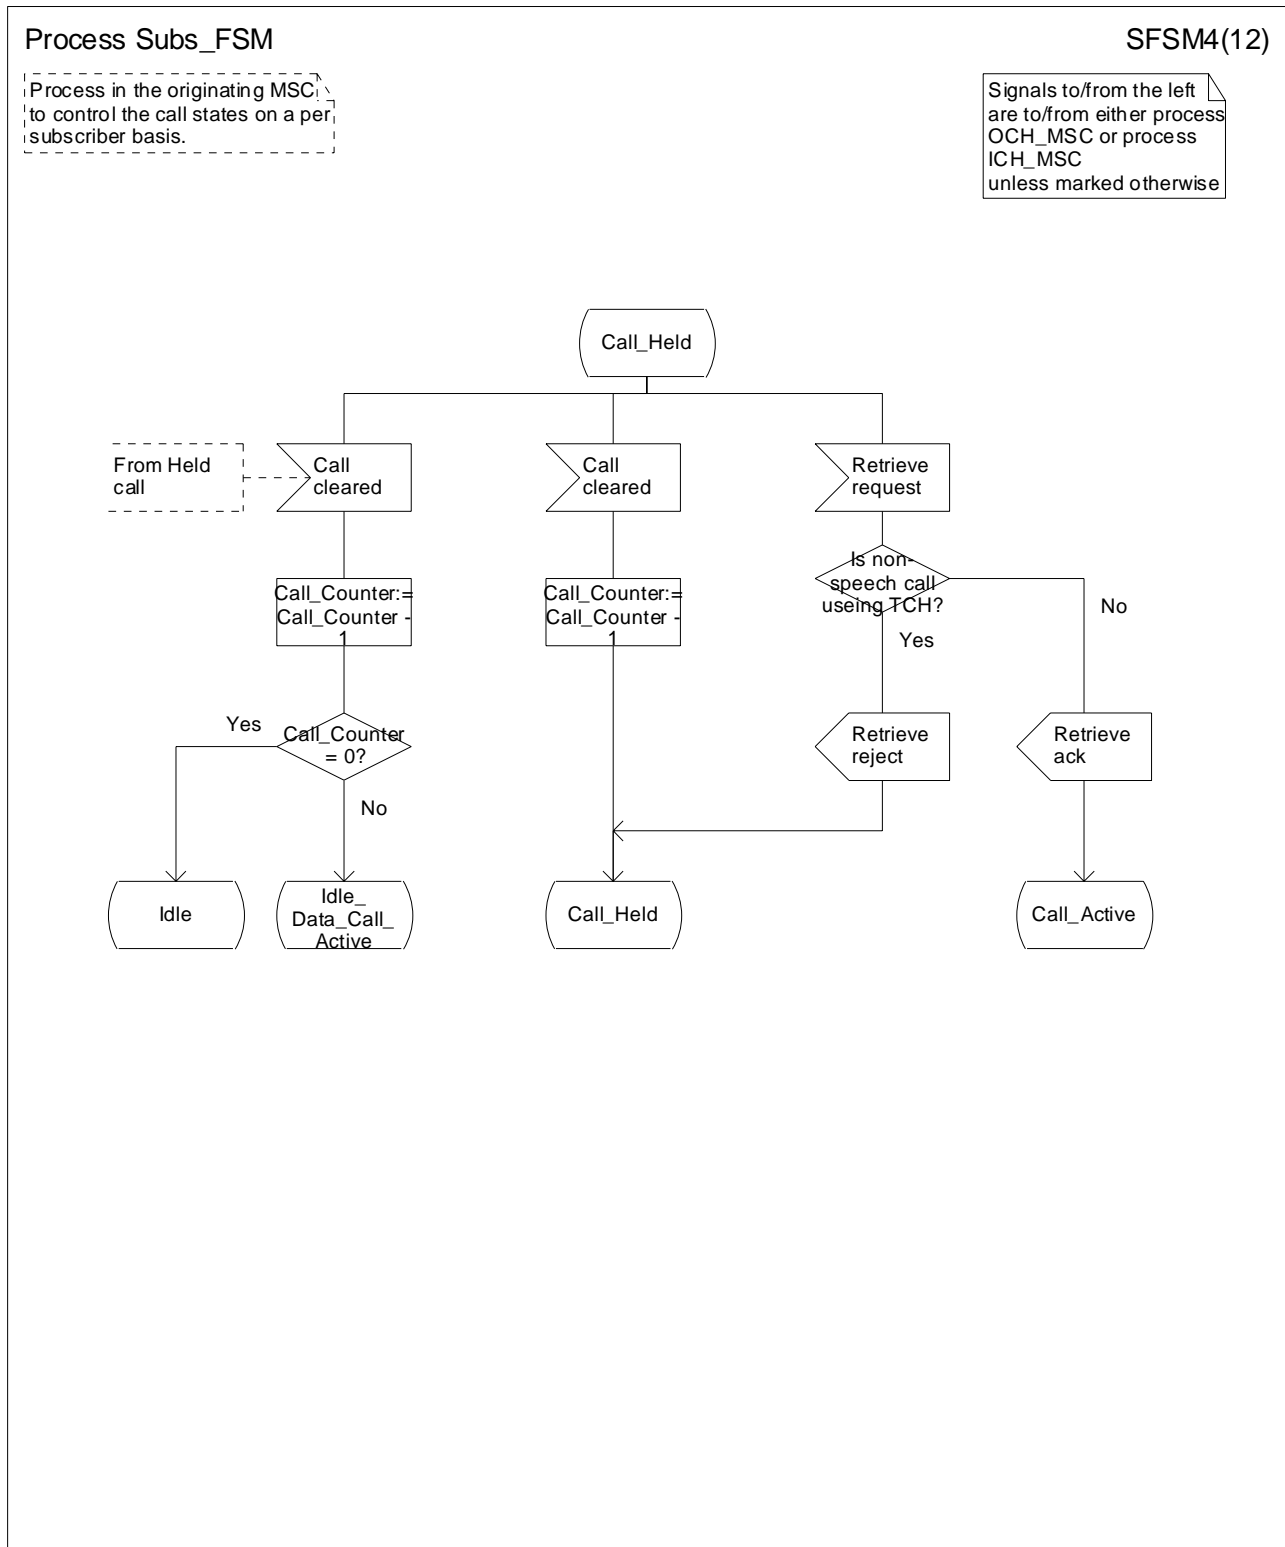 Process Subs_FSM
SFSM4(12)
Process in the originating MSC
to control the call states on a per
subscriber basis.
Signals to/from the left
are to/from either process
OCH_MSC or process
ICH_MSC
unless marked otherwise
Call_Held
From Held
call
Call
cleared
Call
cleared
Retrieve
request
Call_Counter:=
Call_Counter -
1
Call_Counter:=
Call_Counter -
1
Is non-
speech call
useing TCH?
No
Yes
Yes
Call_Counter
= 0?
No
Retrieve
reject
Retrieve
ack
Idle
Idle_
Data_Call_
Active
Call_Held
Call_Active